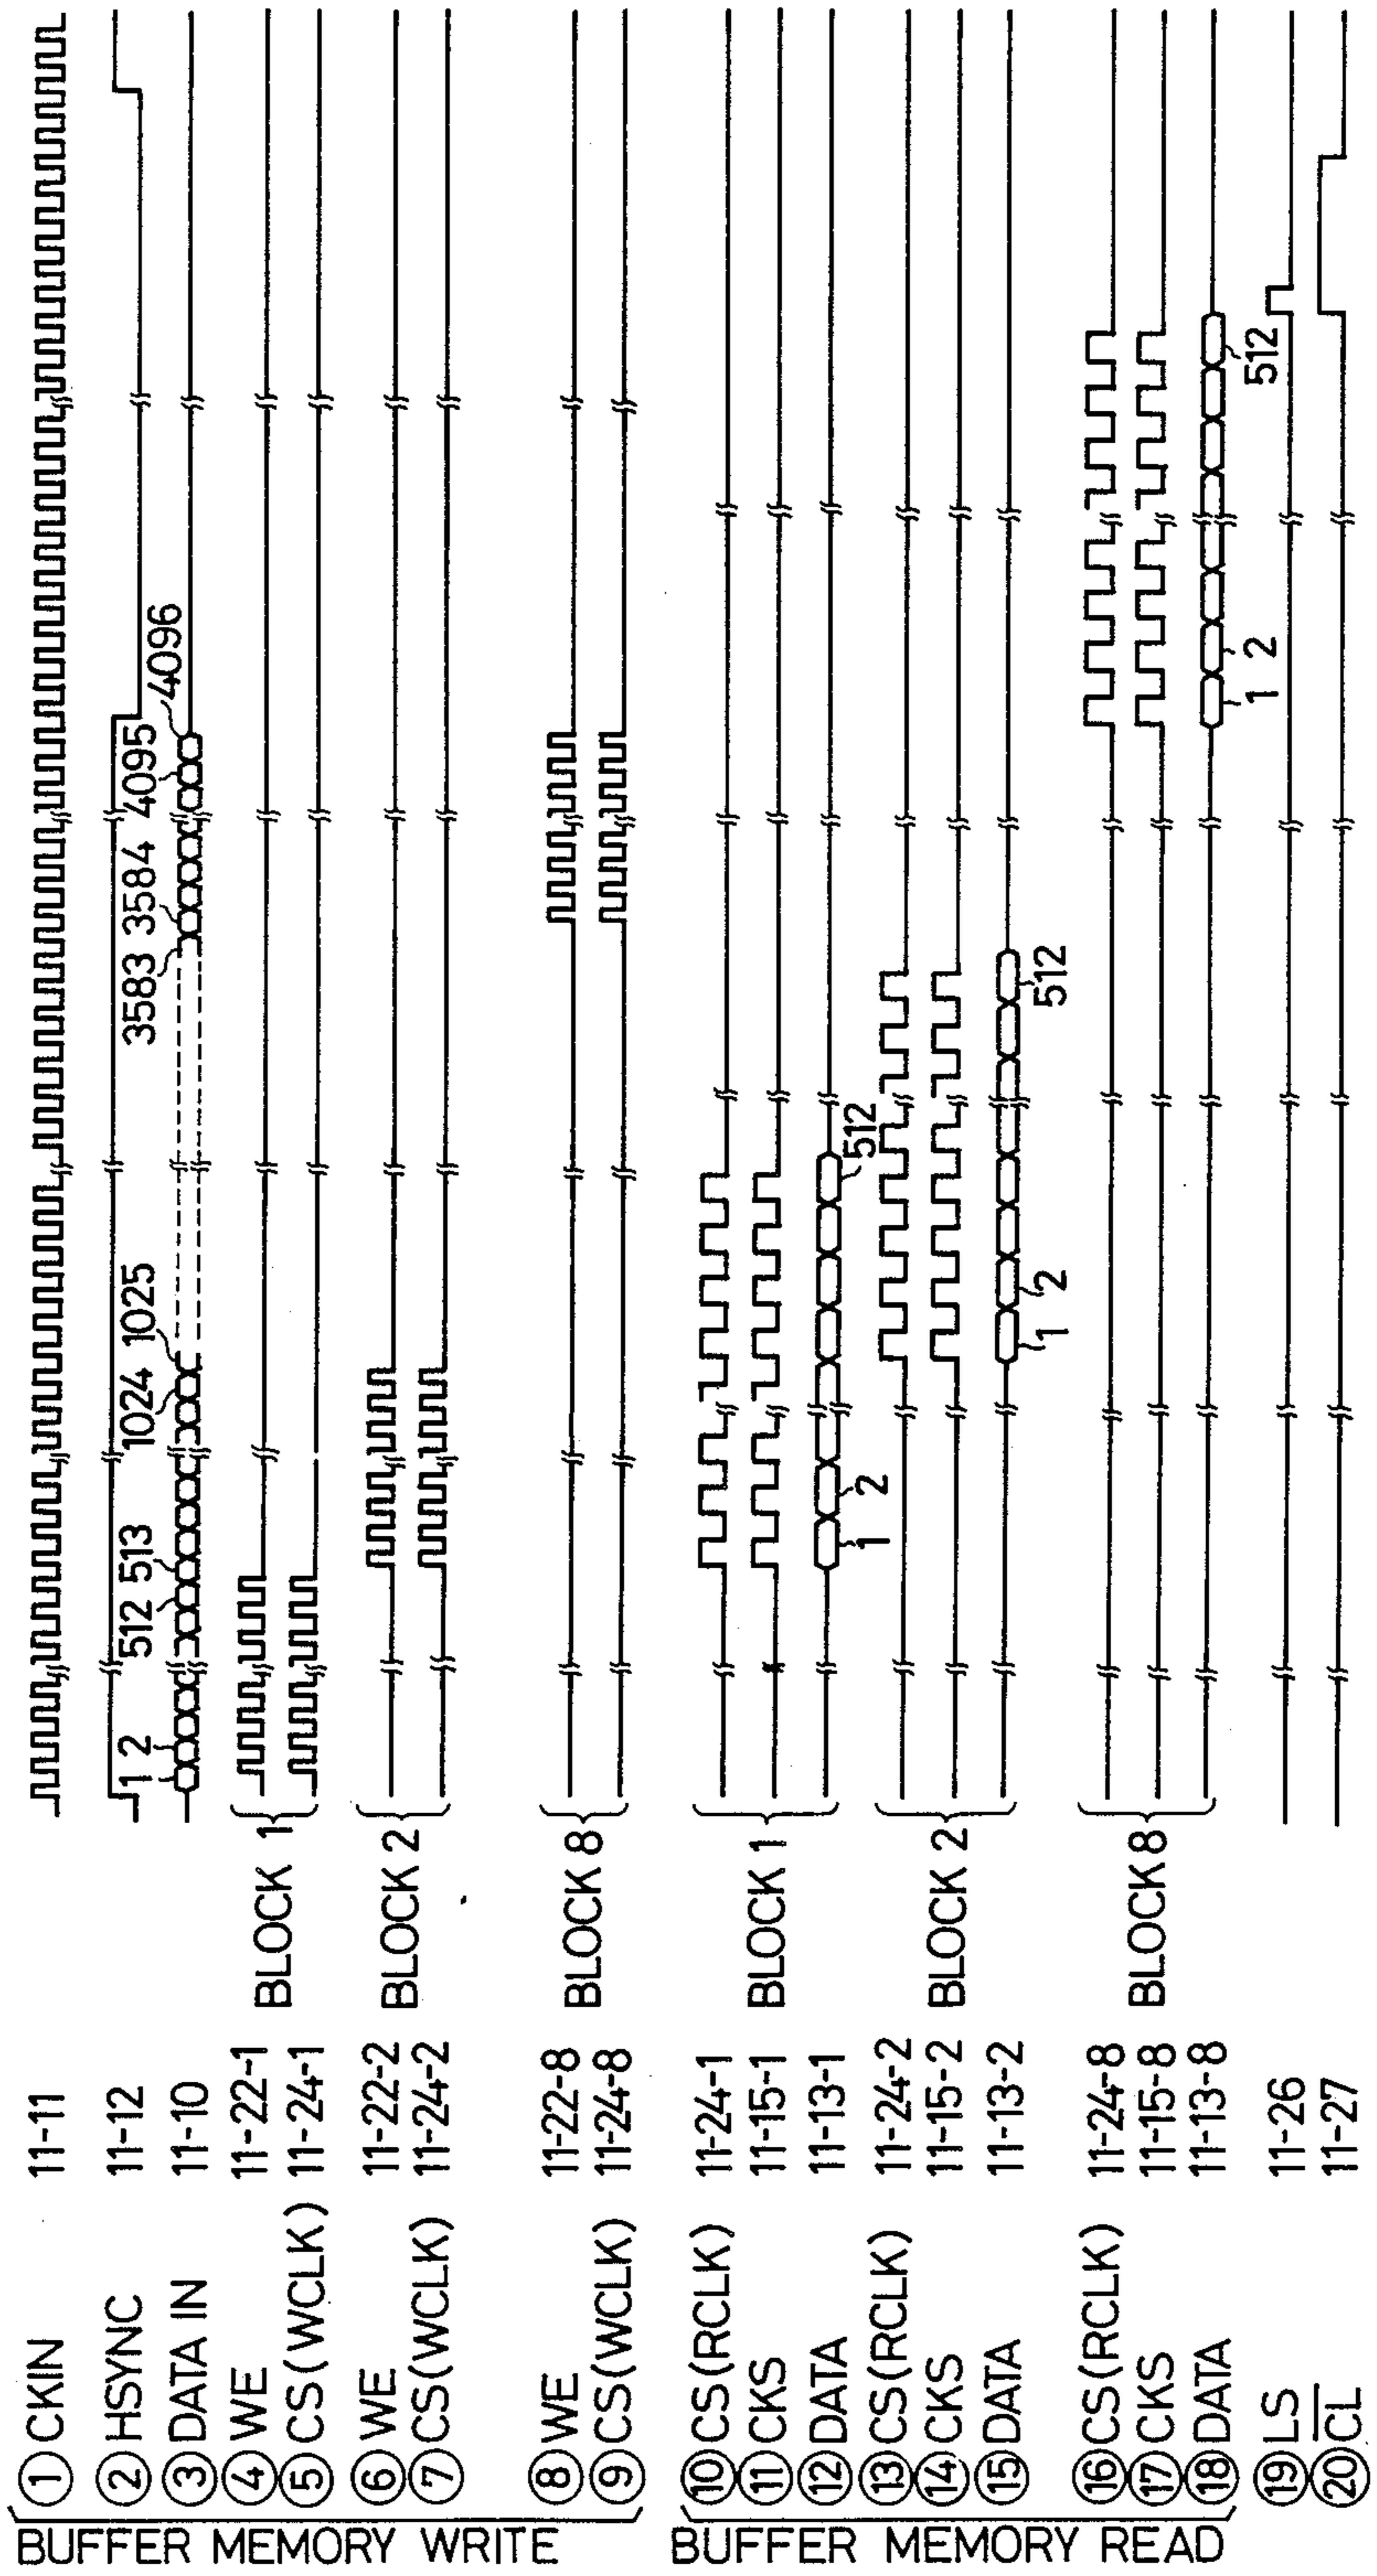 BUFFER MEMORY WRITE
① CKIN 11-11
② HSYNC 11-12
③ DATA IN 11-10
1 2 512 513 1024 1025 3583 3584 4095 4096
④ WE 11-22-1
⑤ CS(WCLK) 11-24-1
BLOCK 1
⑥ WE 11-22-2
⑦ CS(WCLK) 11-24-2
BLOCK 2
⑧ WE 11-22-8
⑨ CS(WCLK) 11-24-8
BLOCK 8
BUFFER MEMORY READ
⑩ CS(RCLK) 11-24-1
⑪ CKS 11-15-1
⑫ DATA 11-13-1
BLOCK 1
1 2 512
⑬ CS(RCLK) 11-24-2
⑭ CKS 11-15-2
⑮ DATA 11-13-2
BLOCK 2
1 2 512
⑯ CS(RCLK) 11-24-8
⑰ CKS 11-15-8
⑱ DATA 11-13-8
BLOCK 8
1 2 512
⑲ LS 11-26
⑳ C̅L̅ 11-27